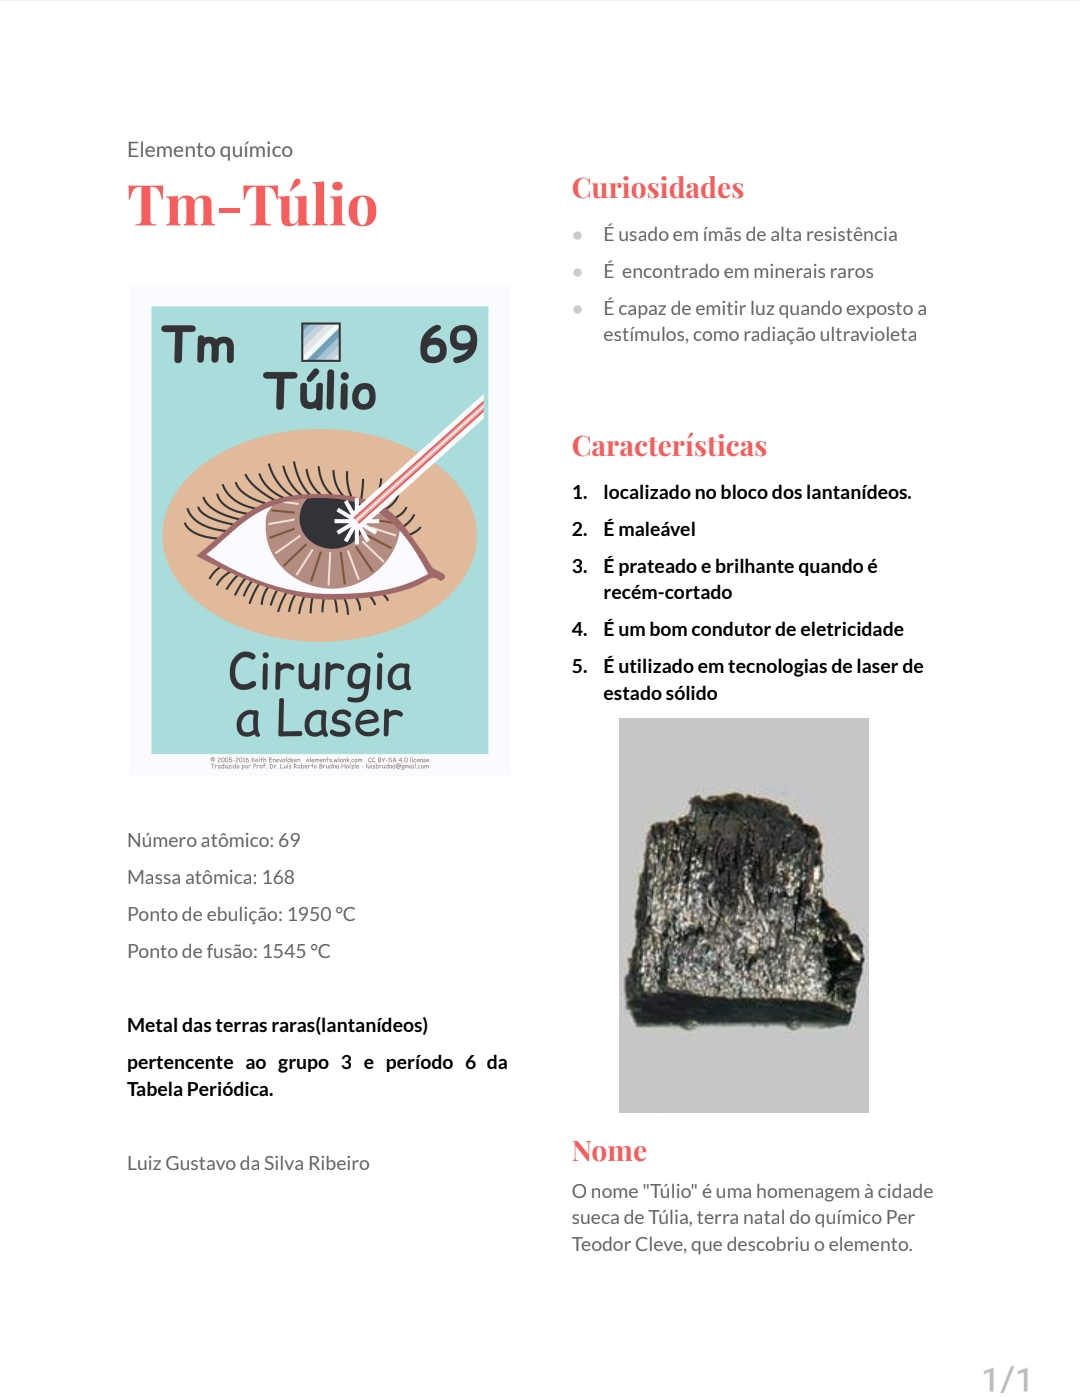 Elemento químico
Tm-Túlio
Tm
69
Túlio
Cirurgia
a Laser
© 2005-2016 Keith Enevoldsen elements.wlonk.com CC BY-SA 4.0 license
Traduzido por Prof. Dr. Luís Roberto Brudna Holzle - luisbrudna@gmail.com
Número atômico: 69
Massa atômica: 168
Ponto de ebulição: 1950 °C
Ponto de fusão: 1545 °C
Metal das terras raras(lantanídeos)
pertencente ao grupo 3 e período 6 da
Tabela Periódica.
Luiz Gustavo da Silva Ribeiro
Curiosidades
● É usado em ímãs de alta resistência
● É encontrado em minerais raros
● É capaz de emitir luz quando exposto a
estímulos, como radiação ultravioleta
Características
1. localizado no bloco dos lantanídeos.
2. É maleável
3. É prateado e brilhante quando é
recém-cortado
4. É um bom condutor de eletricidade
5. É utilizado em tecnologias de laser de
estado sólido
Nome
O nome "Túlio" é uma homenagem à cidade
sueca de Túlia, terra natal do químico Per
Teodor Cleve, que descobriu o elemento.
1/1